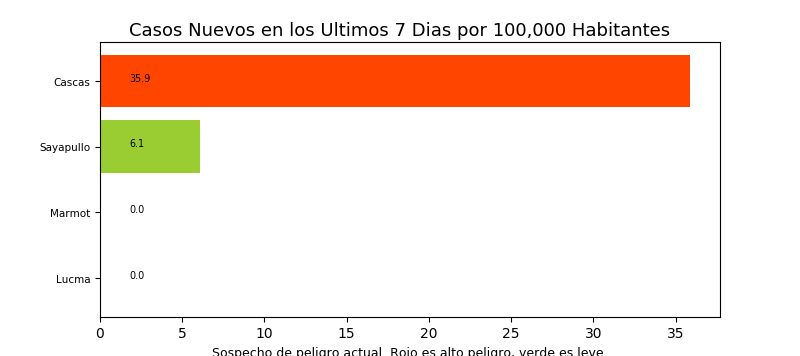 Casos Nuevos en los Ultimos 7 Dias por 100,000 Habitantes
Cascas
35.9
Sayapullo
6.1
Marmot
0.0
Lucma
0.0
0 5 10 15 20 25 30 35
Sospecho de peligro actual. Rojo es alto peligro, verde es leve